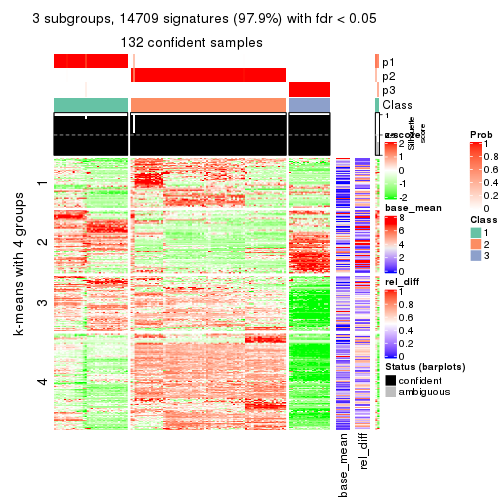 3 subgroups, 14709 signatures (97.9%) with fdr < 0.05
132 confident samples
p1
p2
p3
Class
1
Silhouette
score
k-means with 4 groups
1
2
3
4
z-score
2
1
0
-1
-2
base_mean
8
6
4
2
0
rel_diff
1
0.8
0.6
0.4
0.2
0
Status (barplots)
confident
ambiguous
Prob
1
0.8
0.6
0.4
0.2
0
Class
1
2
3
base_mean
rel_diff